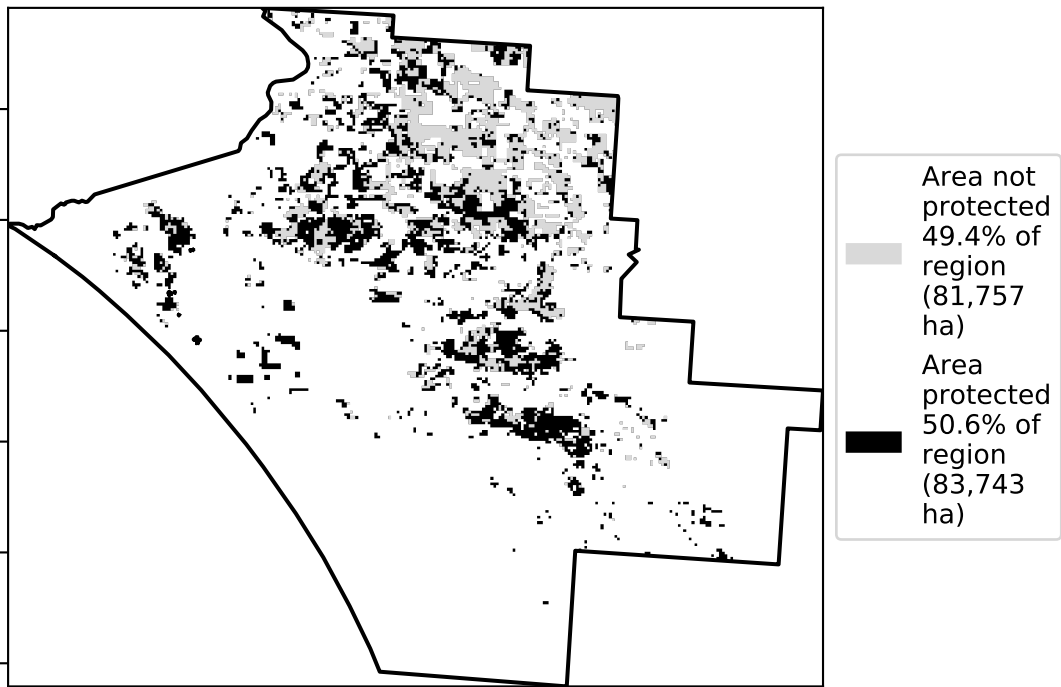 Area not
protected
49.4% of
region
(81,757
ha)
Area
protected
50.6% of
region
(83,743
ha)